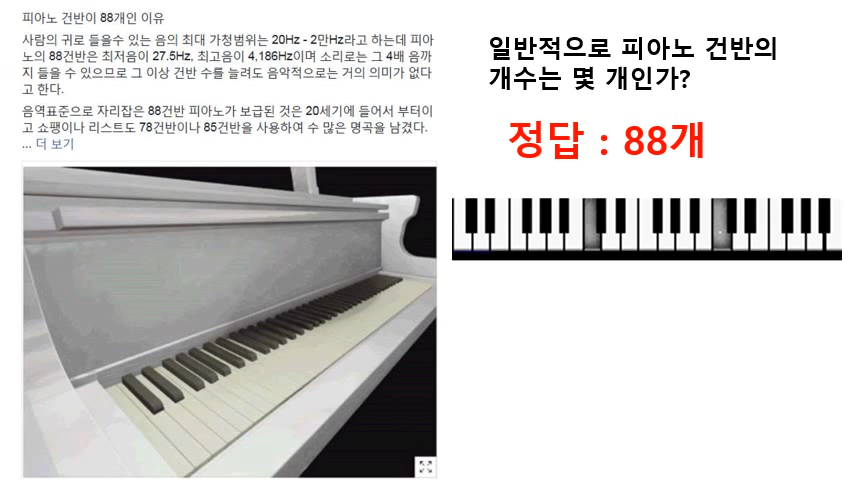 피아노 건반이 88개인 이유
사람의 귀로 들을수 있는 음의 최대 가청범위는 20Hz - 2만Hz라고 하는데 피아
노의 88건반은 최저음이 27.5Hz, 최고음이 4,186Hz이며 소리로는 그 4배 음까
지 들을 수 있으므로 그 이상 건반 수를 늘려도 음악적으로는 거의 의미가 없다
고 한다.
음역표준으로 자리잡은 88건반 피아노가 보급된 것은 20세기에 들어서 부터이
고 쇼팽이나 리스트도 78건반이나 85건반을 사용하여 수 많은 명곡을 남겼다.
... 더 보기
일반적으로 피아노 건반의
개수는 몇 개인가?
정답 : 88개